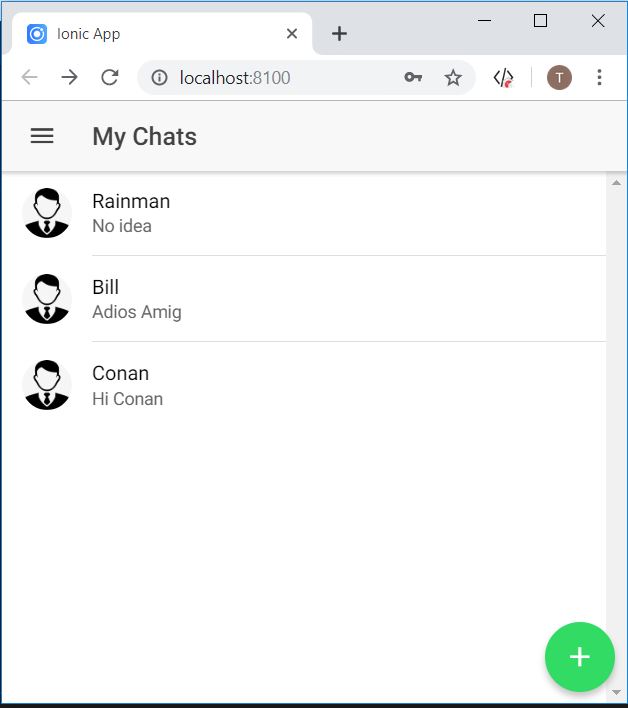 Ionic App
localhost:8100
T
My Chats
Rainman
No idea
Bill
Adios Amig
Conan
Hi Conan